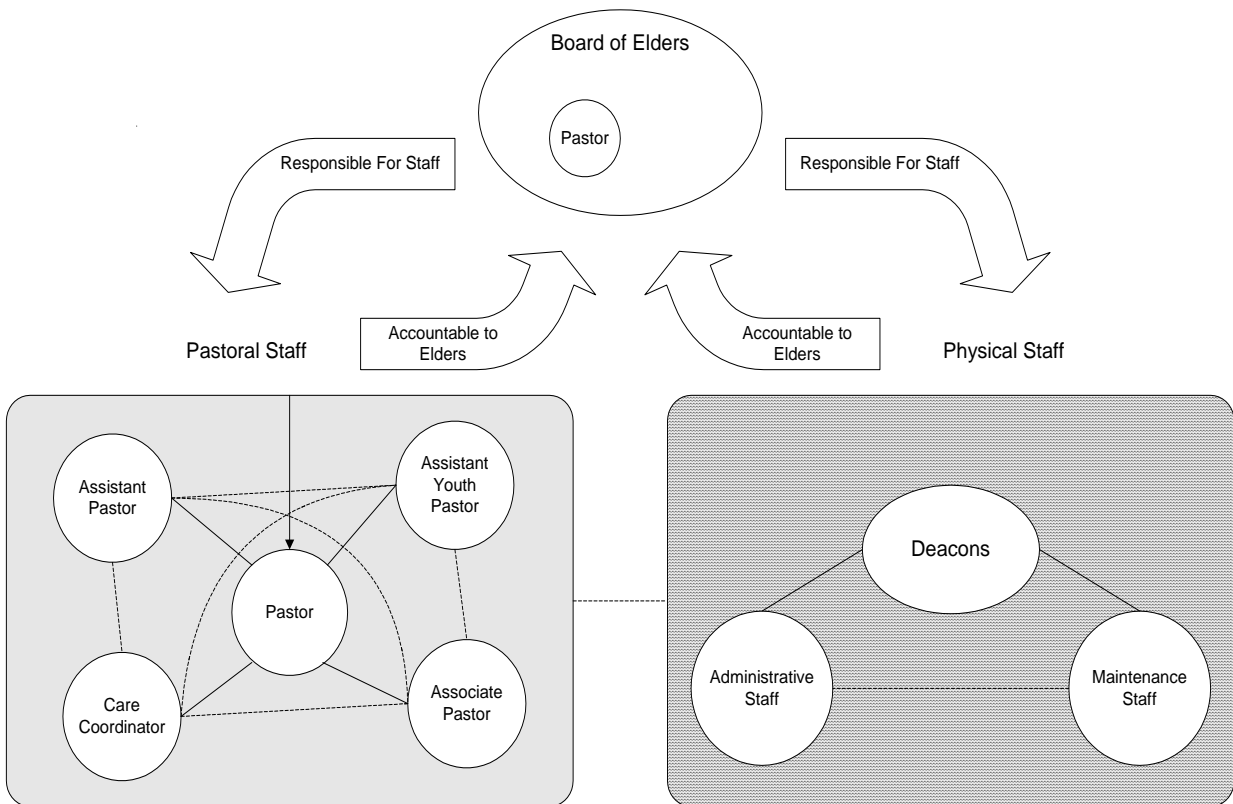 Board of Elders
Pastor
Responsible For Staff
Responsible For Staff
Accountable to
Elders
Accountable to
Elders
Pastoral Staff
Physical Staff
Assistant
Pastor
Assistant
Youth
Pastor
Pastor
Care
Coordinator
Associate
Pastor
Deacons
Administrative
Staff
Maintenance
Staff